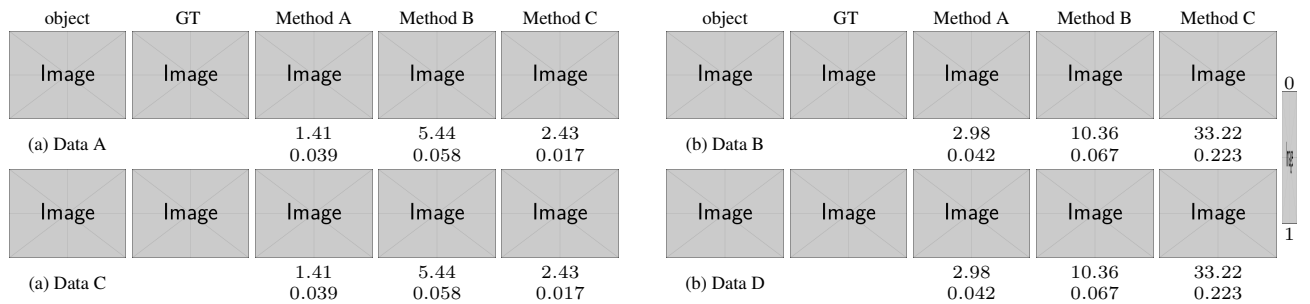 object GT Method A Method B Method C object GT Method A Method B Method C
Image Image Image Image Image Image Image Image Image Image
0
(a) Data A 1.41 5.44 2.43 (b) Data B 2.98 10.36 33.22
0.039 0.058 0.017 0.042 0.067 0.223
Image Image Image Image Image Image Image Image Image Image
1
(a) Data C 1.41 5.44 2.43 (b) Data D 2.98 10.36 33.22
0.039 0.058 0.017 0.042 0.067 0.223